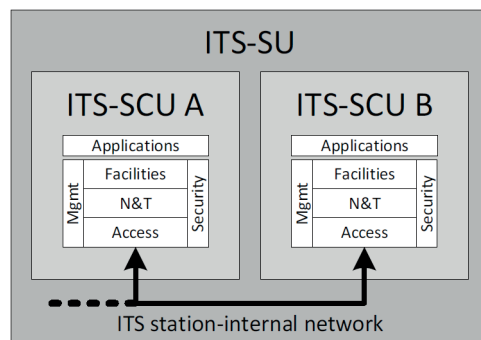 ITS-SU
ITS-SCU A
Applications
Mgmt
Facilities
N&T
Access
Security
ITS-SCU B
Applications
Mgmt
Facilities
N&T
Access
Security
ITS station-internal network